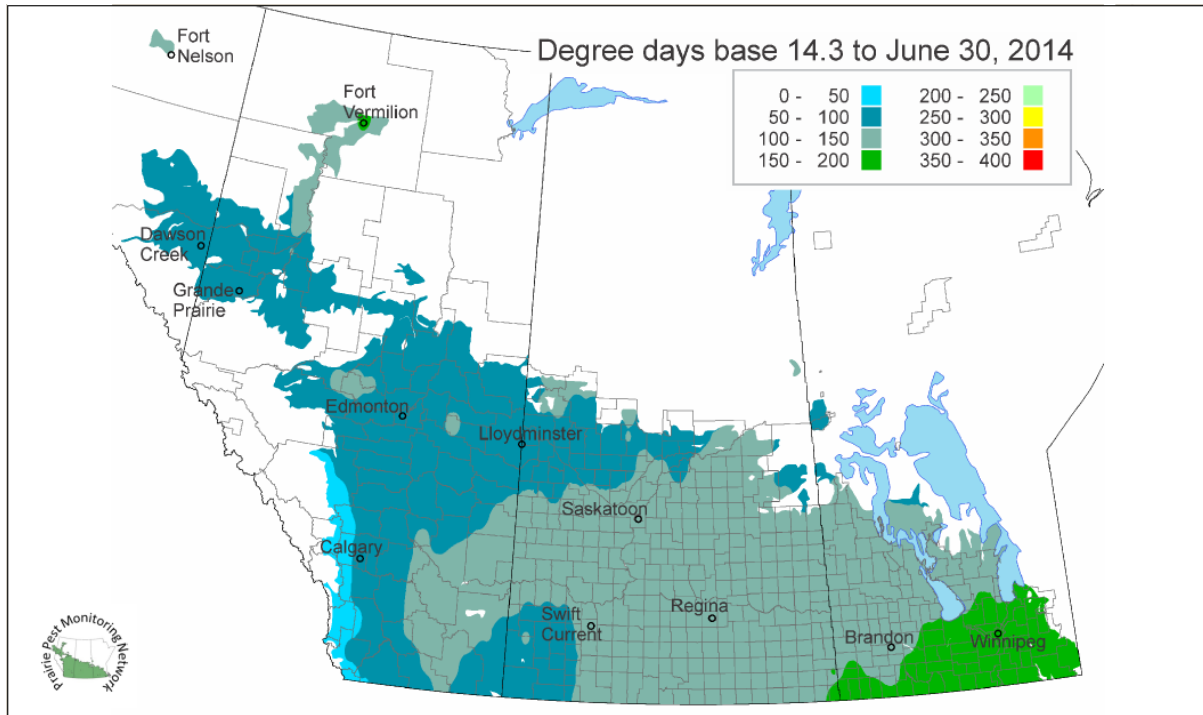 Fort
Nelson
Degree days base 14.3 to June 30, 2014
0 - 50
200 - 250
50 - 100
250 - 300
100 - 150
300 - 350
150 - 200
350 - 400
Fort
Vermilion
Dawson
Creek
Grande
Prairie
Edmonton
Lloydminster
Saskatoon
Calgary
Swift
Current
Regina
Brandon
Winnipeg
Prairie Pest Monitoring Network